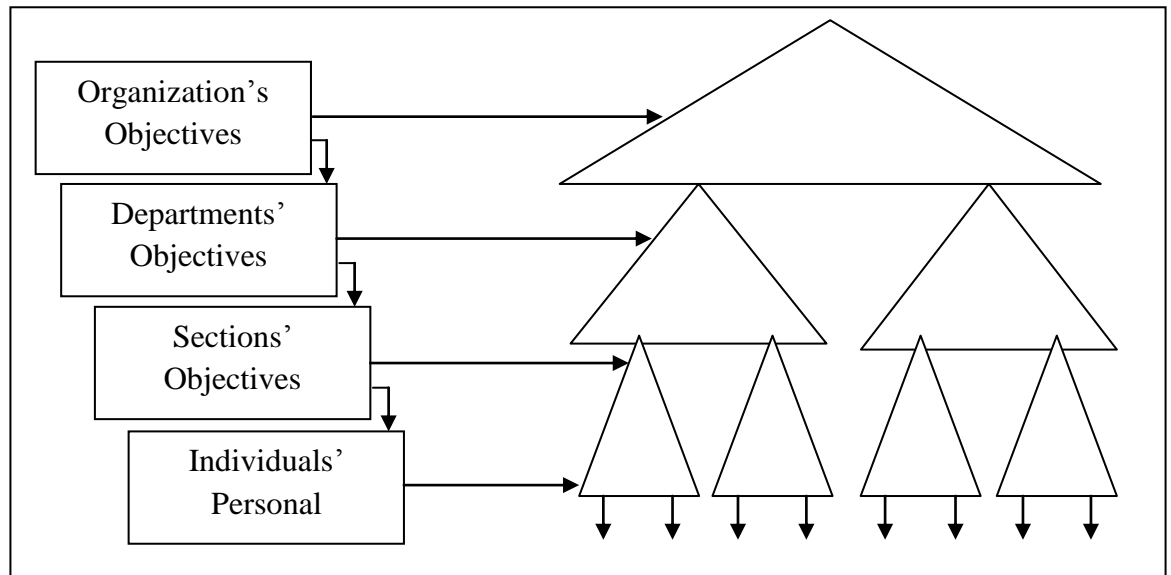 Organization’s
Objectives
Departments’
Objectives
Sections’
Objectives
Individuals’
Personal